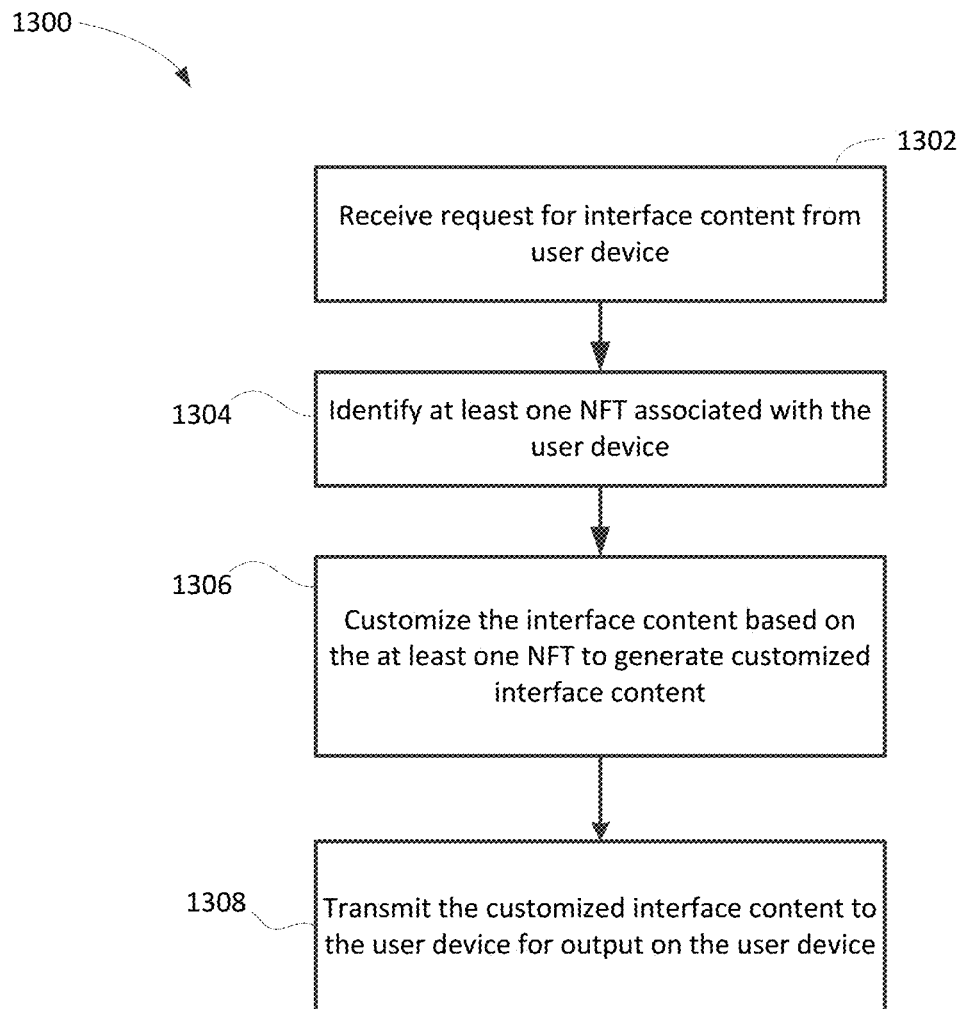 1300
1302
Receive request for interface content from
user device
1304
Identify at least one NFT associated with the
user device
1306
Customize the interface content based on
the at least one NFT to generate customized
interface content
1308
Transmit the customized interface content to
the user device for output on the user device